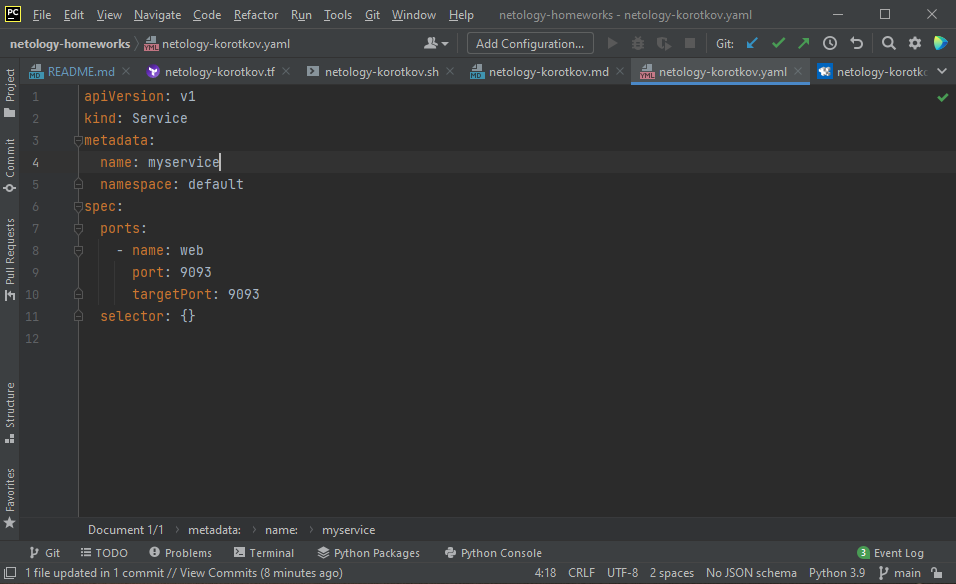 PC File Edit View Navigate Code Refactor Run Tools Git Window Help netology-homeworks - netology-korotkov.yaml
netology-homeworks netology-korotkov.yaml Add Configuration... Git:
README.md netology-korotkov.tf netology-korotkov.sh netology-korotkov.md netology-korotkov.yaml netology-korotkc
Project
Commit
Pull Requests
Structure
Favorites
1 apiVersion: v1
2 kind: Service
3 metadata:
4 name: myservice
5 namespace: default
6 spec:
7 ports:
8 - name: web
9 port: 9093
10 targetPort: 9093
11 selector: {}
12
Document 1/1 metadata: name: myservice
Git TODO Problems Terminal Python Packages Python Console 3 Event Log
1 file updated in 1 commit // View Commits (8 minutes ago) 4:18 CRLF UTF-8 2 spaces No JSON schema Python 3.9 main